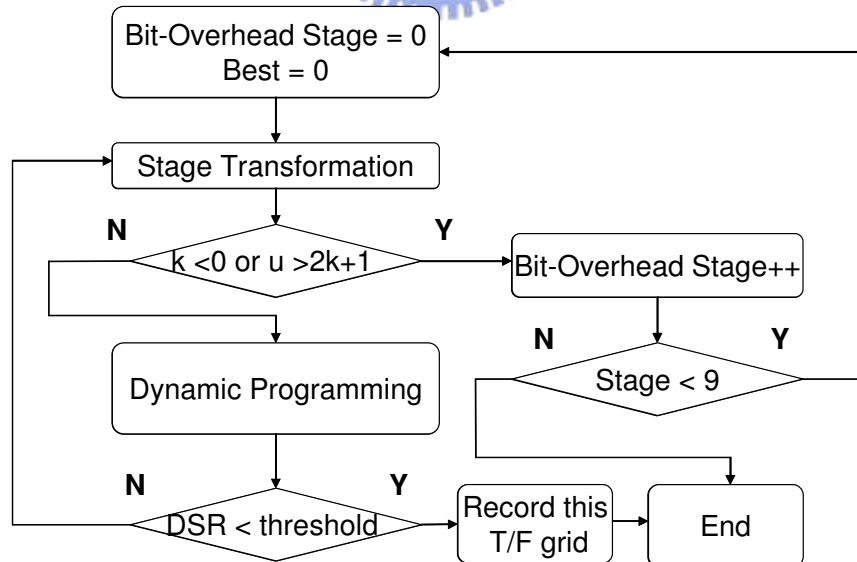 Bit-Overhead Stage = 0
Best = 0
Stage Transformation
N
Y
k <0 or u >2k+1
Bit-Overhead Stage++
N
Y
Stage < 9
Dynamic Programming
N
Y
DSR < threshold
Record this
T/F grid
End